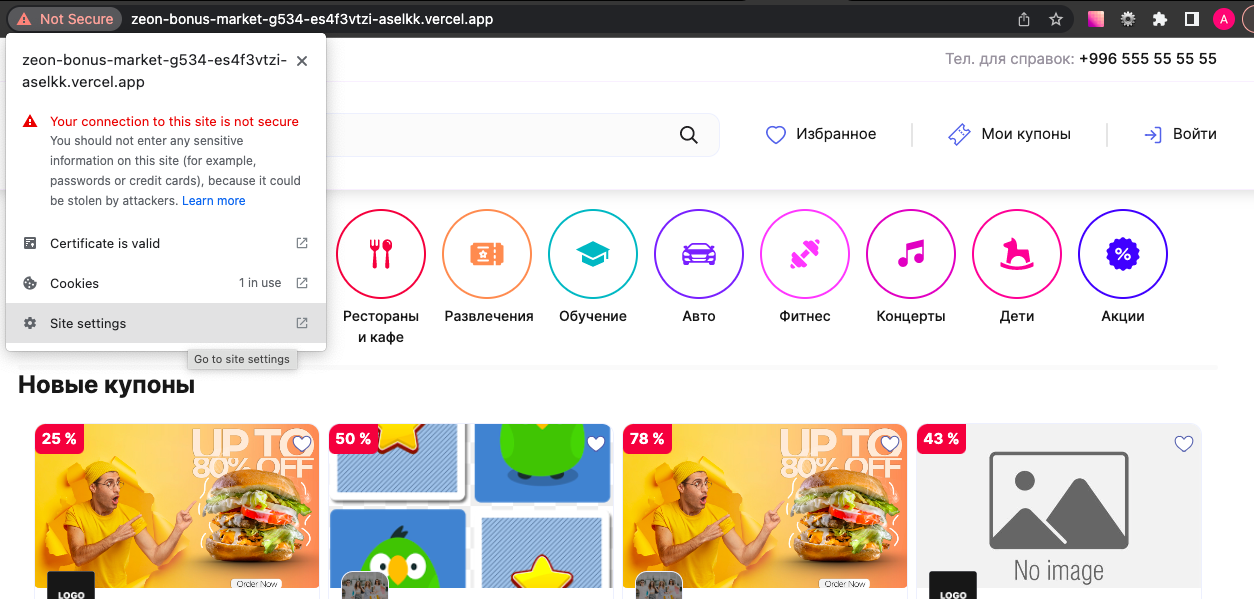 Not Secure
zeon-bonus-market-g534-es4f3vtzi-aselkk.vercel.app
A
zeon-bonus-market-g534-es4f3vtzi-
aselkk.vercel.app
Your connection to this site is not secure
You should not enter any sensitive
information on this site (for example,
passwords or credit cards), because it could
be stolen by attackers. Learn more
Certificate is valid
Cookies
1 in use
Site settings
Go to site settings
Тел. для справок: +996 555 55 55 55
Избранное
Мои купоны
Войти
Рестораны
и кафе
Развлечения
Обучение
Авто
Фитнес
Концерты
Дети
%
Акции
Новые купоны
25 %
UP TO
80% OFF
Order Now
LOGO
50 %
78 %
UP TO
80% OFF
Order Now
43 %
No image
LOGO